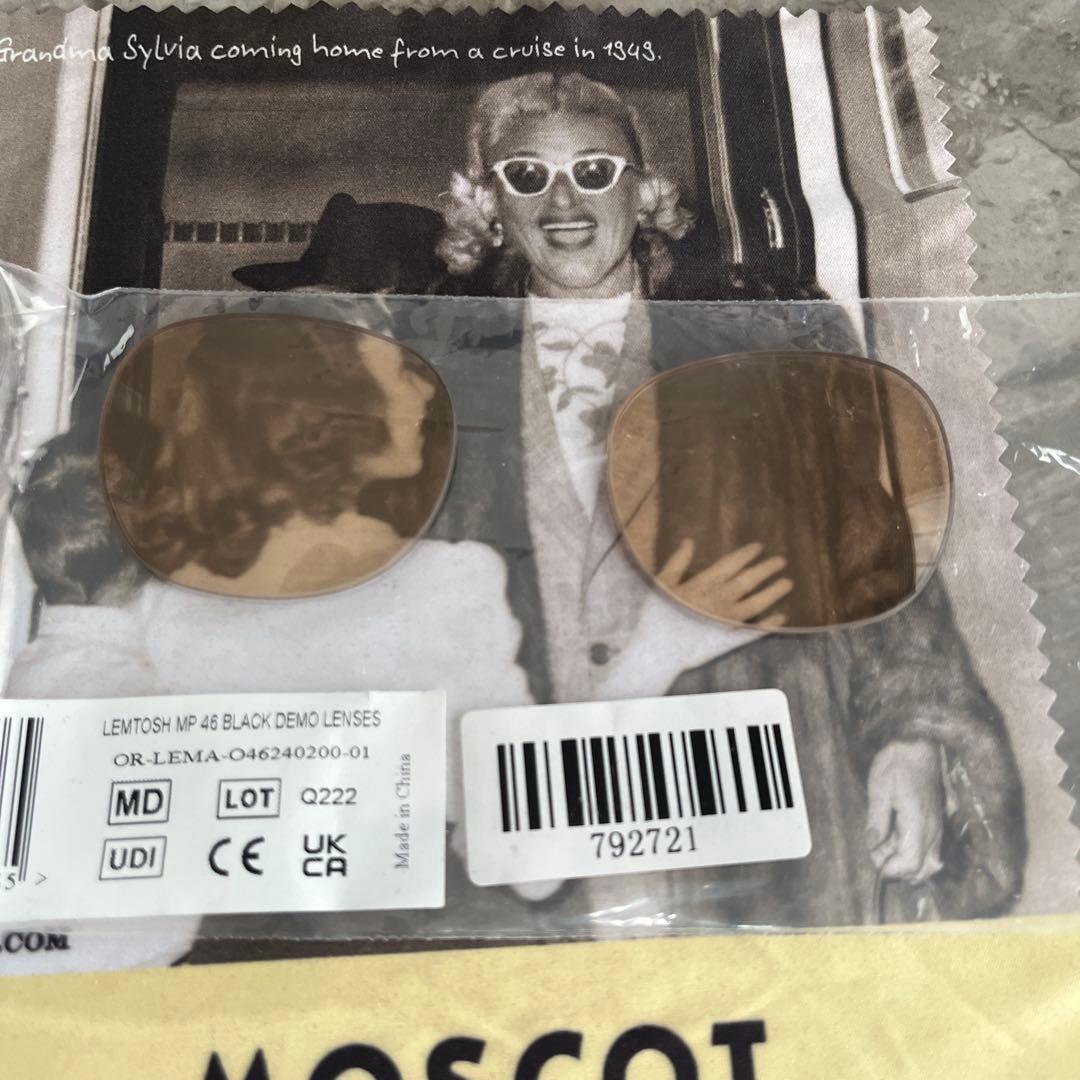 Grandma Sylvia coming home from a cruise in 1949.
LEMTOSH MP 46 BLACK DEMO LENSES
OR-LEMA-O46240200-01
MD LOT Q222
UDI CE UK CA
Made in China
5 >
792721
.COM
MOSCOT